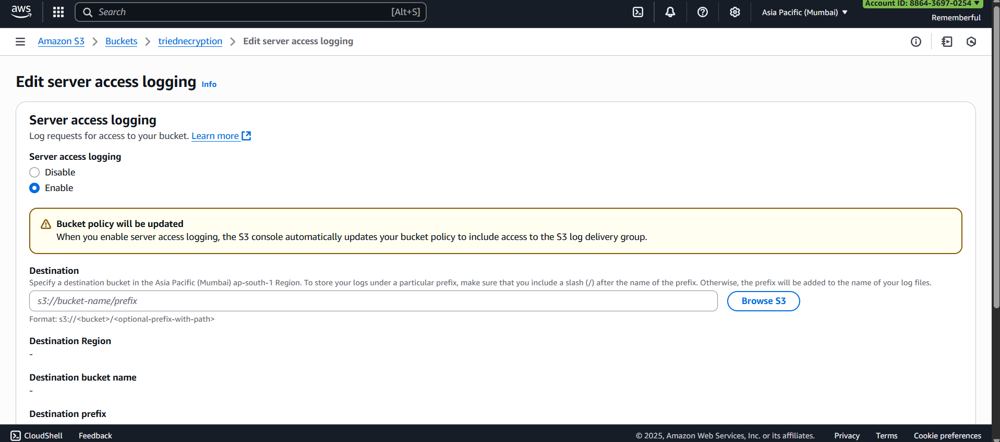 aws
Search [Alt+S]
Asia Pacific (Mumbai)
Account ID: 8864-3697-0254
Rememberful
Amazon S3 > Buckets > triednecryption > Edit server access logging
Edit server access logging Info
Server access logging
Log requests for access to your bucket. Learn more
Server access logging
Disable
Enable
Bucket policy will be updated
When you enable server access logging, the S3 console automatically updates your bucket policy to include access to the S3 log delivery group.
Destination
Specify a destination bucket in the Asia Pacific (Mumbai) ap-south-1 Region. To store your logs under a particular prefix, make sure that you include a slash (/) after the name of the prefix. Otherwise, the prefix will be added to the name of your log files.
s3://bucket-name/prefix
Browse S3
Format: s3://<bucket>/<optional-prefix-with-path>
Destination Region
-
Destination bucket name
-
Destination prefix
CloudShell Feedback © 2025, Amazon Web Services, Inc. or its affiliates. Privacy Terms Cookie preferences